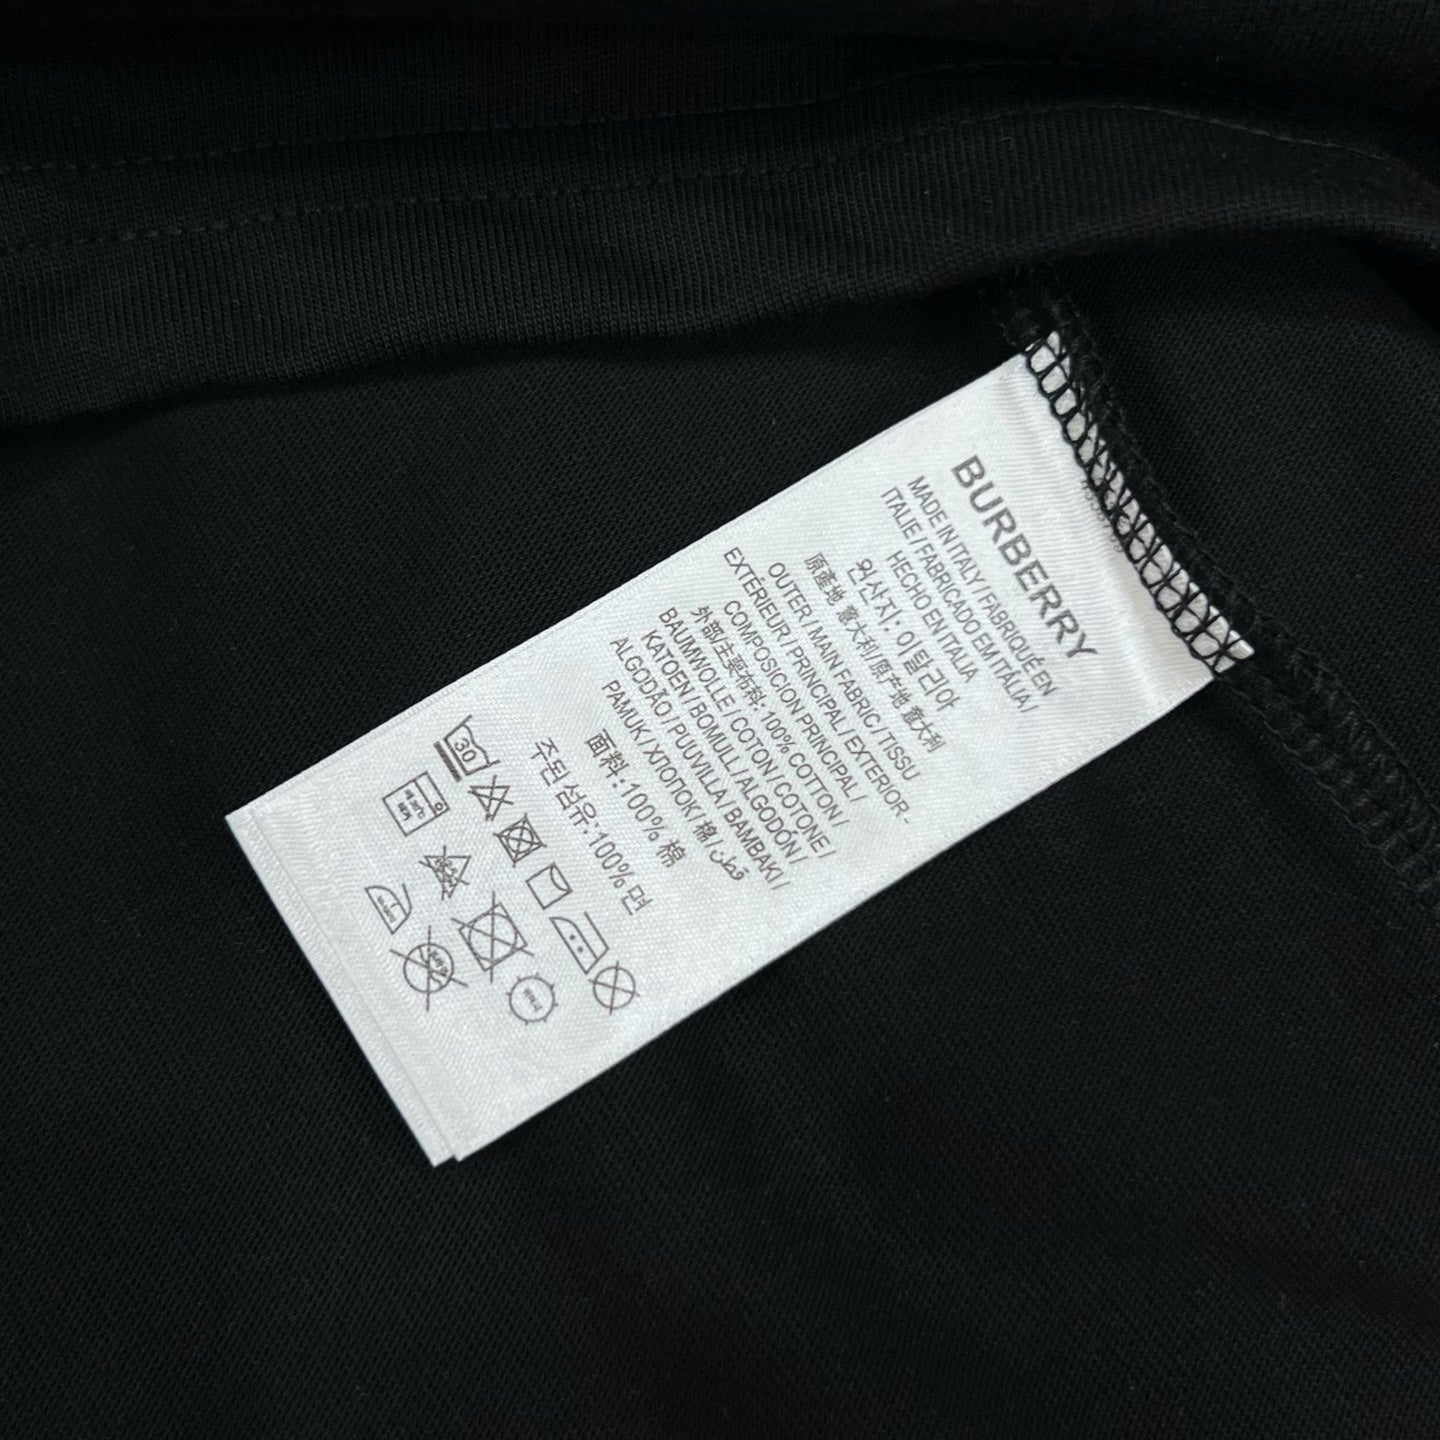 BURBERRY
MADE IN ITALY / FABRIQUÉ EN
ITALIE / FABRICADO EM ITÁLIA /
HECHO EN ITALIA
원산지: 이탈리아
原產地 意大利/原产地 意大利
OUTER / MAIN FABRIC / TISSU
EXTÉRIEUR / PRINCIPAL / EXTERIOR -
COMPOSICION PRINCIPAL /
外部/主要布料: 100% COTTON /
BAUMWOLLE / COTON / COTONE /
KATOEN / BOMULL / ALGODÓN /
ALGODÃO / PUUVILLA / BAMBAKI /
PAMUK / ХЛОПОК / 棉 / قطن
面料: 100% 棉
주된 섬유: 100% 면
30